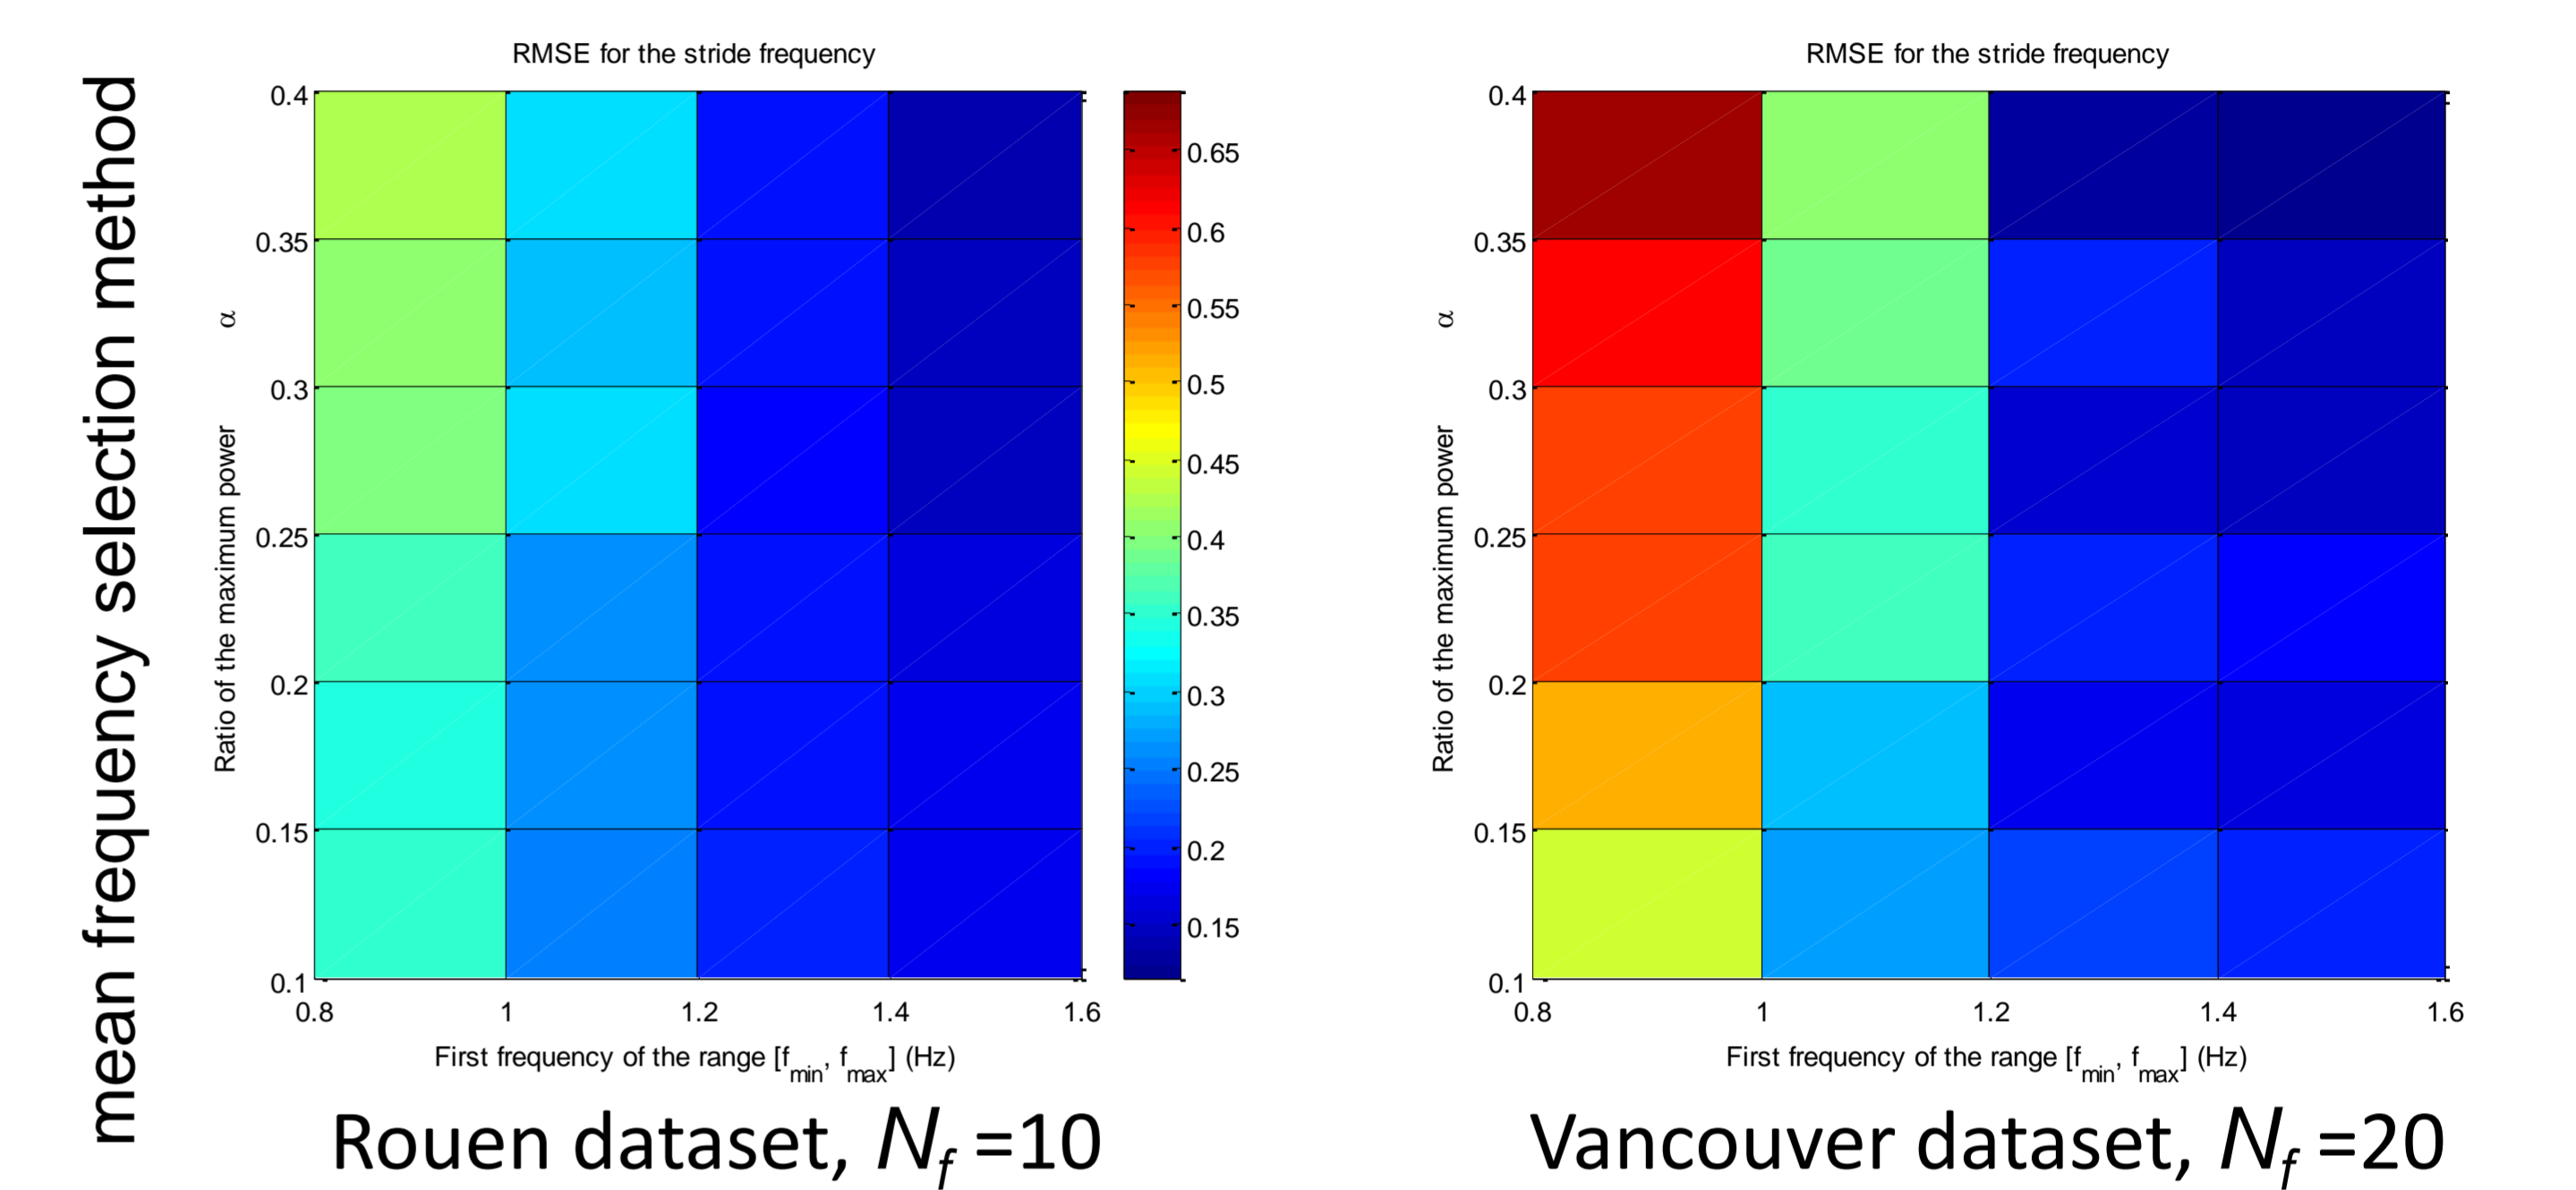 mean frequency selection method
RMSE for the stride frequency
0.4
0.35
0.3
0.25
0.2
0.15
0.1
Ratio of the maximum power α
0.8 1 1.2 1.4 1.6
First frequency of the range [f_min, f_max] (Hz)
0.65
0.6
0.55
0.5
0.45
0.4
0.35
0.3
0.25
0.2
0.15
Rouen dataset, N_f =10
RMSE for the stride frequency
0.4
0.35
0.3
0.25
0.2
0.15
0.1
Ratio of the maximum power α
0.8 1 1.2 1.4 1.6
First frequency of the range [f_min, f_max] (Hz)
Vancouver dataset, N_f =20